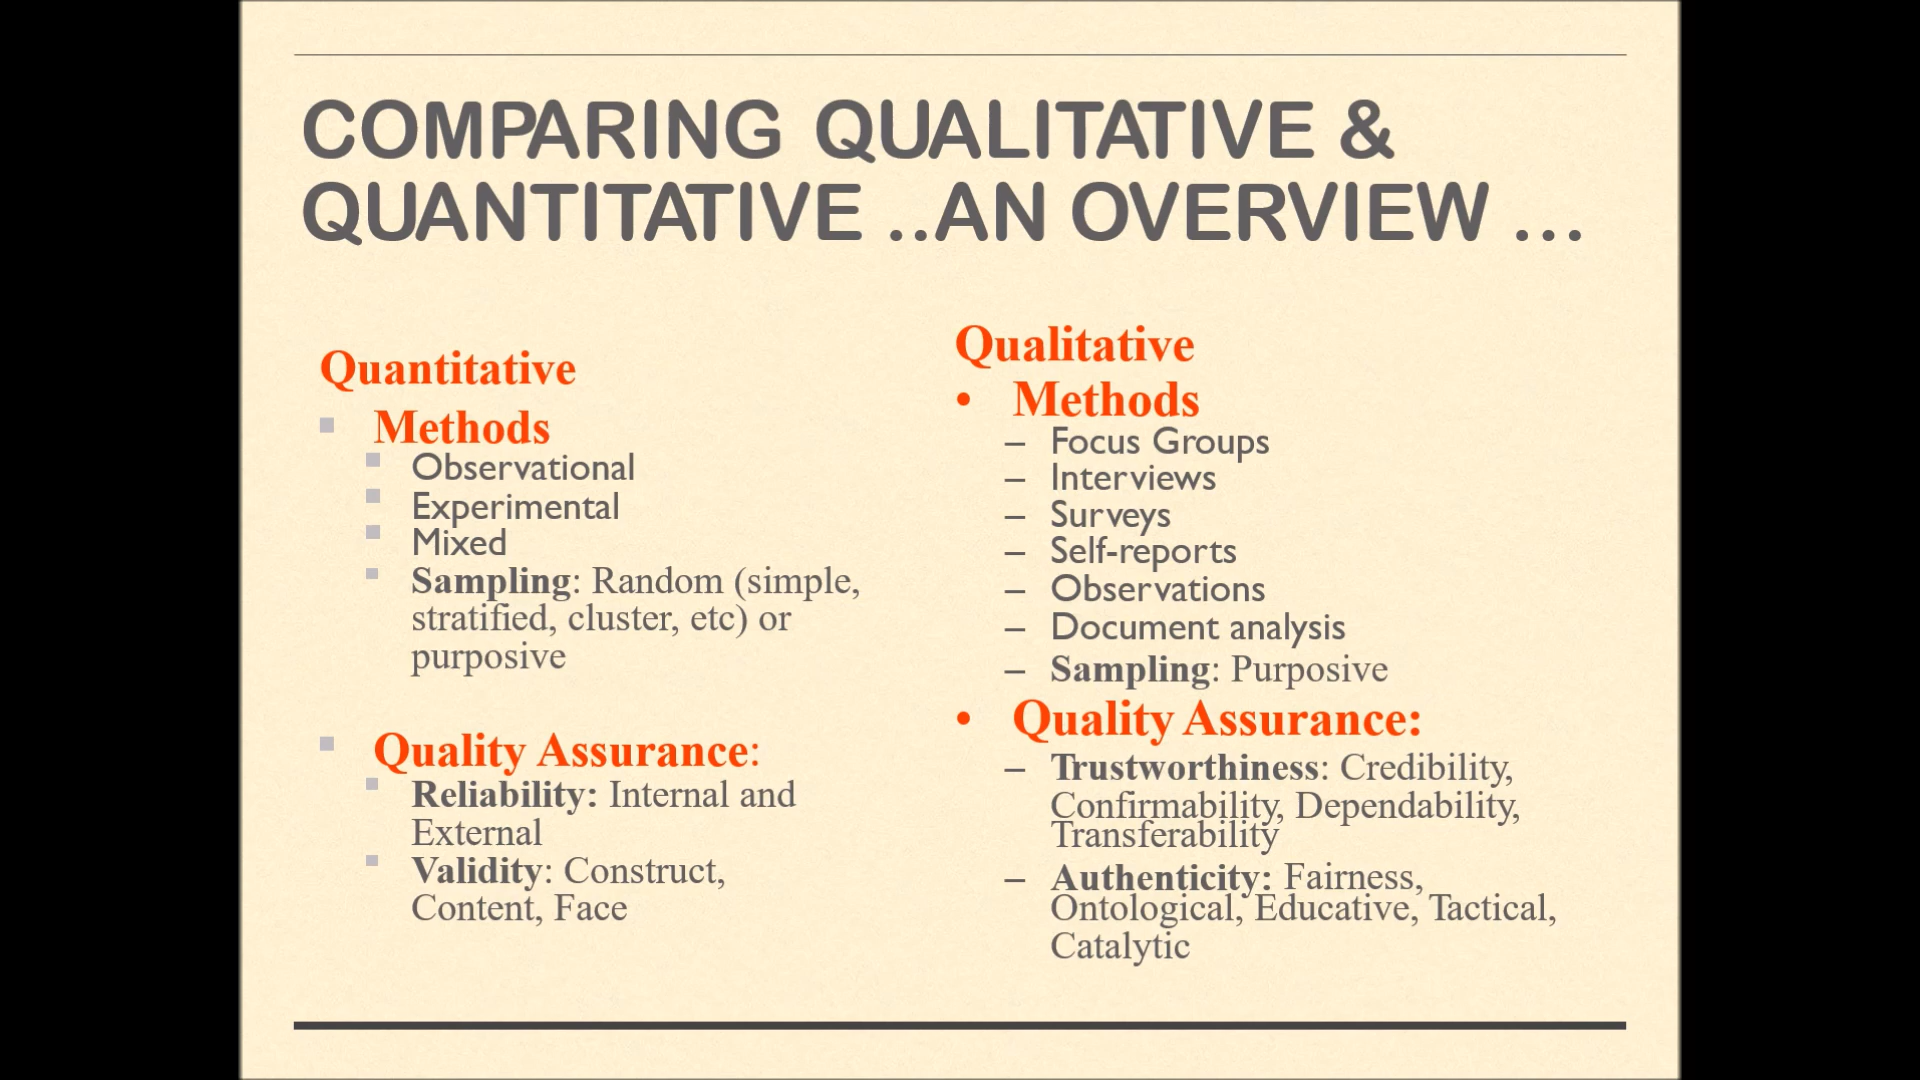 COMPARING QUALITATIVE &
QUANTITATIVE ..AN OVERVIEW ...
Quantitative
Methods
Observational
Experimental
Mixed
Sampling: Random (simple,
stratified, cluster, etc) or
purposive
Quality Assurance:
Reliability: Internal and
External
Validity: Construct,
Content, Face
Qualitative
• Methods
– Focus Groups
– Interviews
– Surveys
– Self-reports
– Observations
– Document analysis
– Sampling: Purposive
• Quality Assurance:
– Trustworthiness: Credibility,
Confirmability, Dependability,
Transferability
– Authenticity: Fairness,
Ontological, Educative, Tactical,
Catalytic